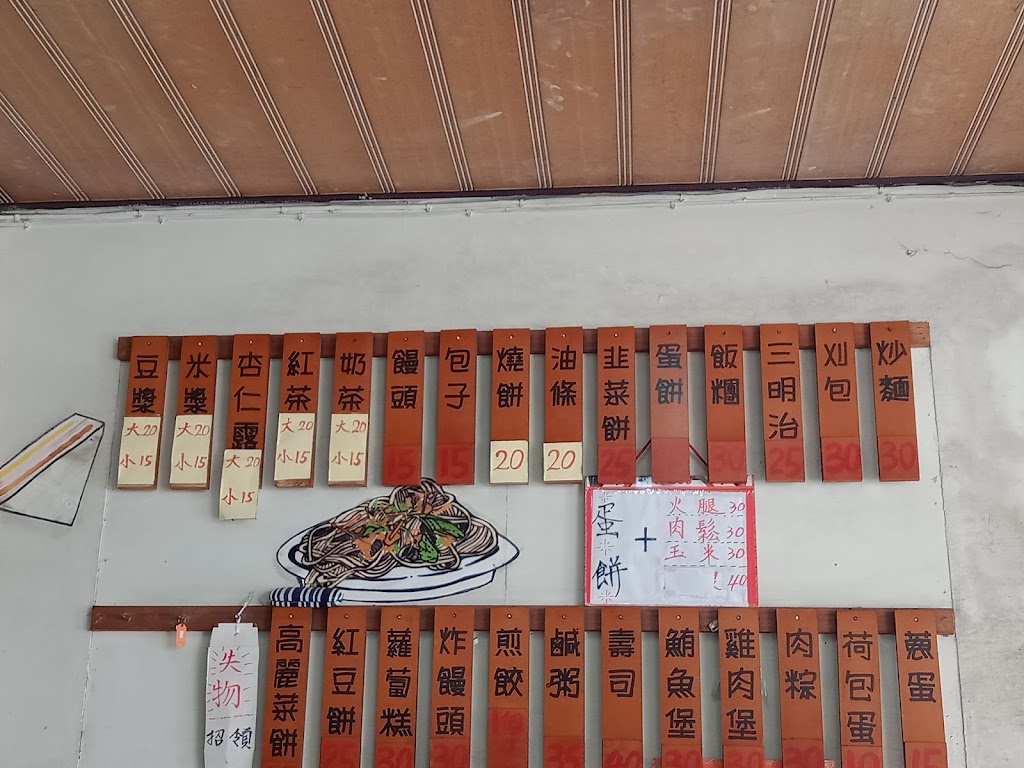 豆漿 大20 小15
米漿 大20 小15
杏仁露 大20 小15
紅茶 大20 小15
奶茶 大20 小15
饅頭 15
包子 15
燒餅 20
油條 20
韭菜餅 25
蛋餅
飯糰 30
三明治 25
刈包 30
炒麵 30
蛋餅 +
火腿 30
肉鬆 30
玉米 30
40
失物招領
高麗菜餅
紅豆餅 25
蘿蔔糕 30
炸饅頭 30
煎餃
鹹粥 35
壽司 40
鮪魚堡 30
雞肉堡 30
肉粽 30
荷包蛋 10
蔥蛋 15